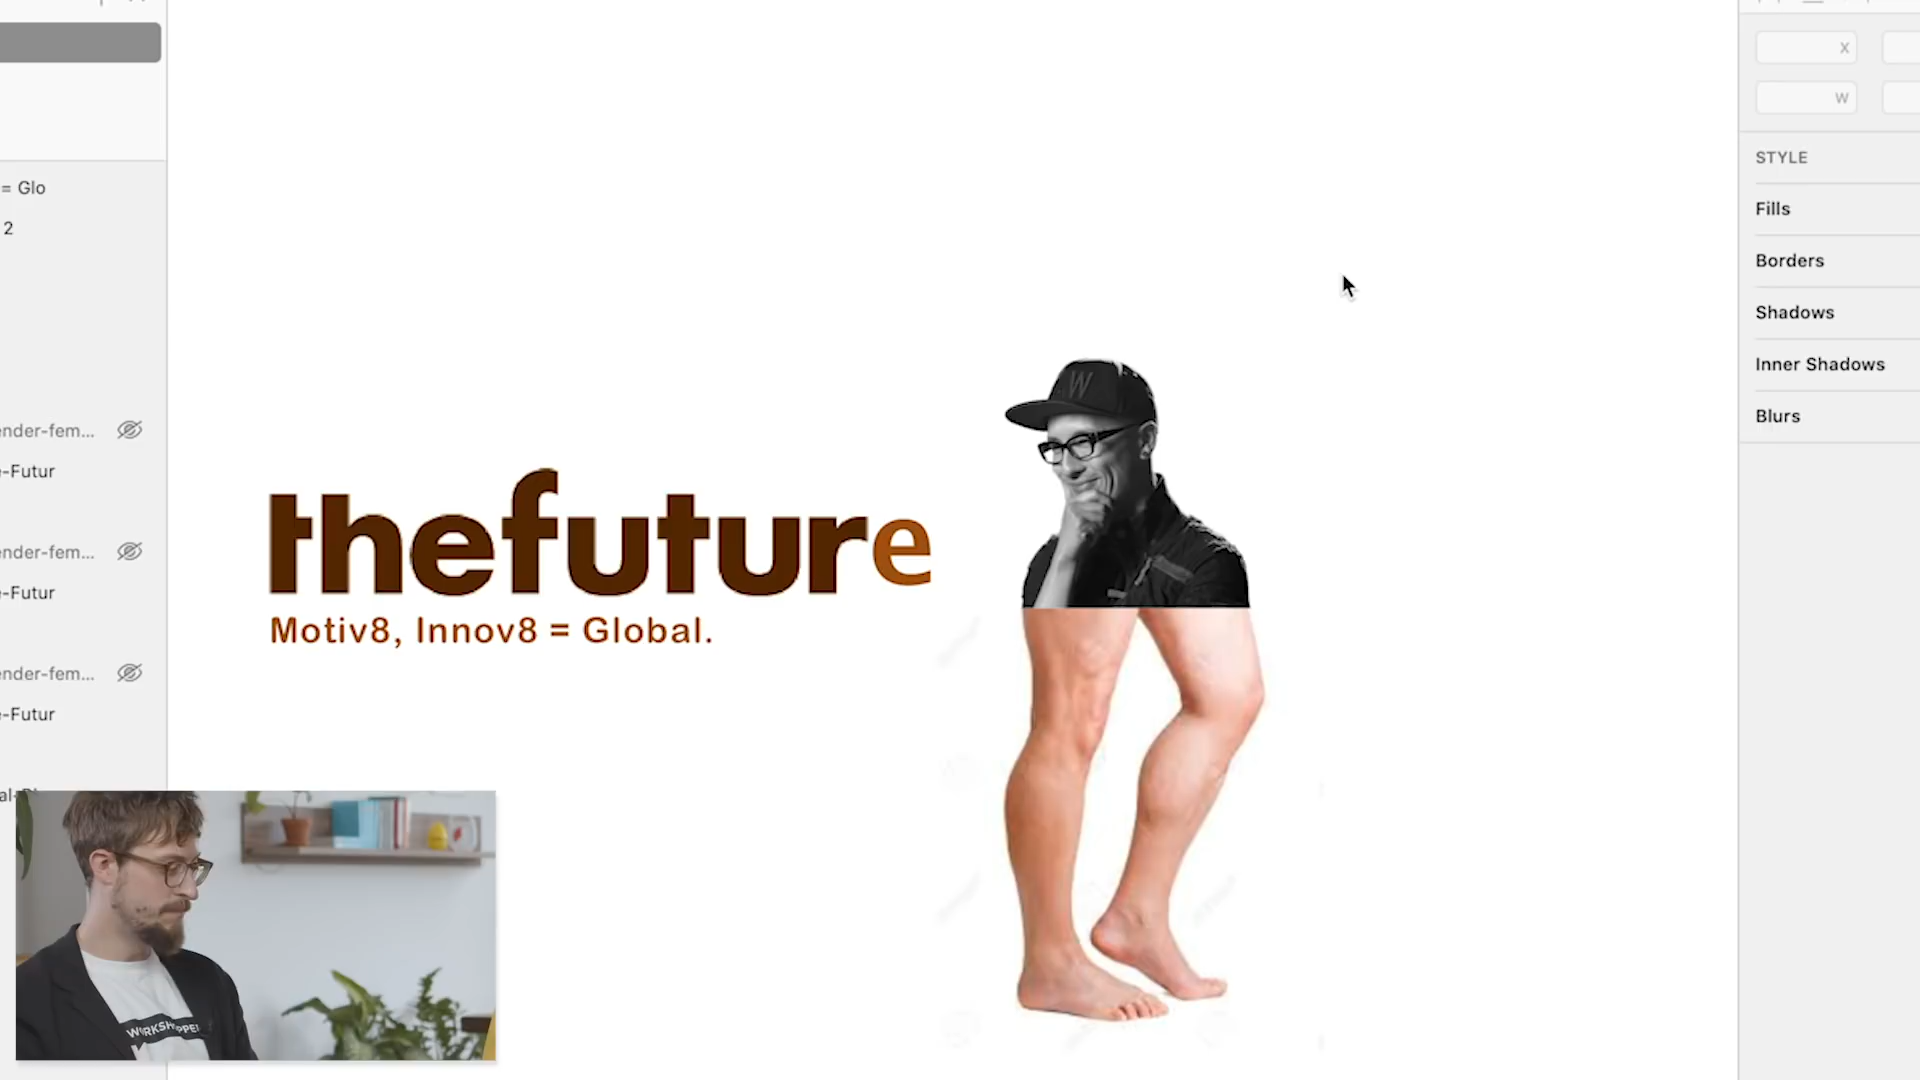 = Glo
2
ender-fem...
e-Futur
ender-fem...
e-Futur
ender-fem...
e-Futur
thefuture
Motiv8, Innov8 = Global.
W
WORKSHOPPER
X
W
STYLE
Fills
Borders
Shadows
Inner Shadows
Blurs